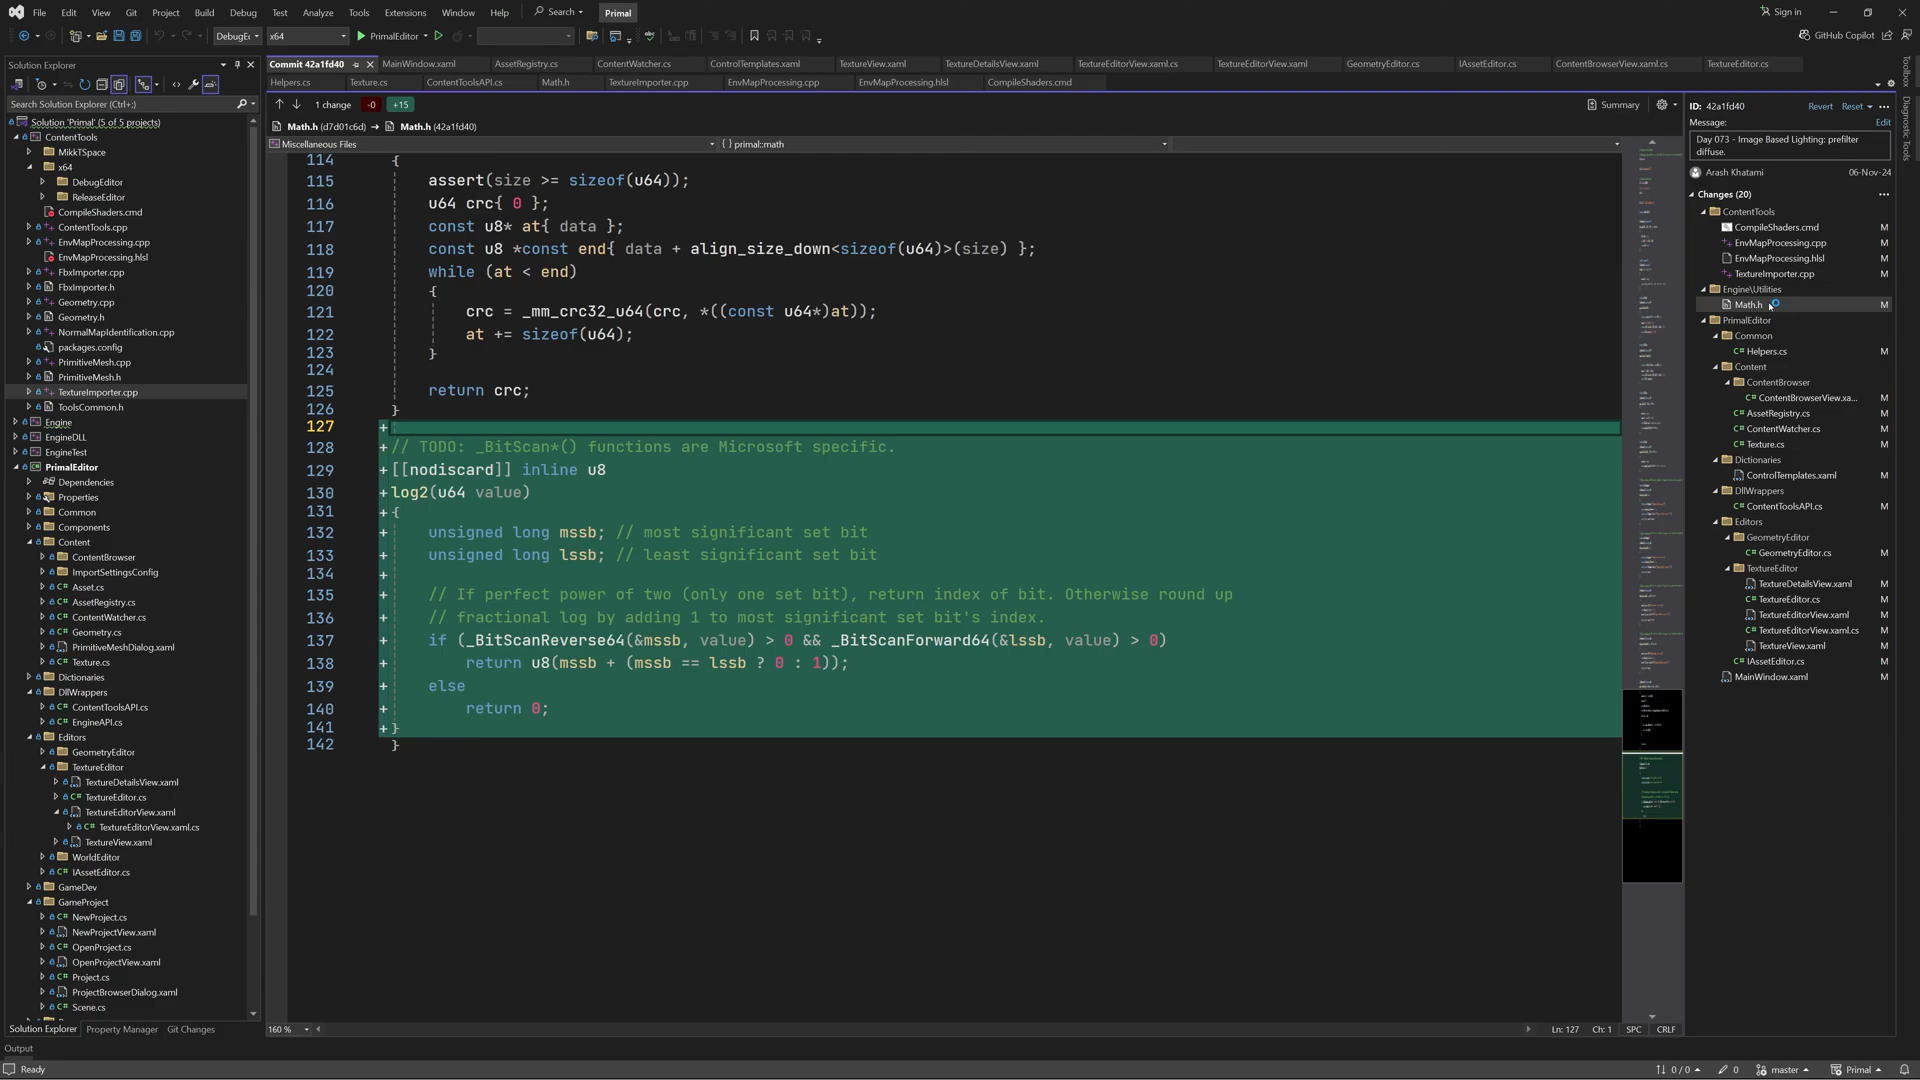 File Edit View Git Project Build Debug Test Analyze Tools Extensions Window Help Search Primal Sign in
DebugEc x64 PrimalEditor GitHub Copilot
Solution Explorer
Search Solution Explorer (Ctrl+;)
Solution 'Primal' (5 of 5 projects)
ContentTools
MikkTSpace
x64
DebugEditor
ReleaseEditor
CompileShaders.cmd
ContentTools.cpp
EnvMapProcessing.cpp
EnvMapProcessing.hlsl
FbxImporter.cpp
FbxImporter.h
Geometry.cpp
Geometry.h
NormalMapIdentification.cpp
packages.config
PrimitiveMesh.cpp
PrimitiveMesh.h
TextureImporter.cpp
ToolsCommon.h
Engine
EngineDLL
EngineTest
PrimalEditor
Dependencies
Properties
Common
Components
Content
ContentBrowser
ImportSettingsConfig
Asset.cs
AssetRegistry.cs
ContentWatcher.cs
Geometry.cs
PrimitiveMeshDialog.xaml
Texture.cs
Dictionaries
DllWrappers
ContentToolsAPI.cs
EngineAPI.cs
Editors
GeometryEditor
TextureEditor
TextureDetailsView.xaml
TextureEditor.cs
TextureEditorView.xaml
TextureEditorView.xaml.cs
TextureView.xaml
WorldEditor
IAssetEditor.cs
GameDev
GameProject
NewProject.cs
NewProjectView.xaml
OpenProject.cs
OpenProjectView.xaml
Project.cs
ProjectBrowserDialog.xaml
Scene.cs
Solution Explorer Property Manager Git Changes
Output
Ready
Commit 42a1fd40 MainWindow.xaml AssetRegistry.cs ContentWatcher.cs ControlTemplates.xaml TextureView.xaml TextureDetailsView.xaml TextureEditorView.xaml.cs TextureEditorView.xaml GeometryEditor.cs IAssetEditor.cs ContentBrowserView.xaml.cs TextureEditor.cs
Helpers.cs Texture.cs ContentToolsAPI.cs Math.h TextureImporter.cpp EnvMapProcessing.cpp EnvMapProcessing.hlsl CompileShaders.cmd
1 change -0 +15 Summary
Math.h (d7d01c6d) → Math.h (42a1fd40)
Miscellaneous Files { } primal::math
114 {
115 assert(size >= sizeof(u64));
116 u64 crc{ 0 };
117 const u8* at{ data };
118 const u8 *const end{ data + align_size_down<sizeof(u64)>(size) };
119 while (at < end)
120 {
121 crc = _mm_crc32_u64(crc, *((const u64*)at));
122 at += sizeof(u64);
123 }
124
125 return crc;
126 }
127 +
128 + // TODO: _BitScan*() functions are Microsoft specific.
129 + [[nodiscard]] inline u8
130 + log2(u64 value)
131 + {
132 + unsigned long mssb; // most significant set bit
133 + unsigned long lssb; // least significant set bit
134 +
135 + // If perfect power of two (only one set bit), return index of bit. Otherwise round up
136 + // fractional log by adding 1 to most significant set bit's index.
137 + if (_BitScanReverse64(&mssb, value) > 0 && _BitScanForward64(&lssb, value) > 0)
138 + return u8(mssb + (mssb == lssb ? 0 : 1));
139 + else
140 + return 0;
141 + }
142 }
160 % Ln: 127 Ch: 1 SPC CRLF
ID: 42a1fd40 Revert Reset ...
Message: Edit
Day 073 - Image Based Lighting: prefilter
diffuse.
Arash Khatami 06-Nov-24
Changes (20) ...
ContentTools
CompileShaders.cmd M
EnvMapProcessing.cpp M
EnvMapProcessing.hlsl M
TextureImporter.cpp M
Engine\Utilities
Math.h M
PrimalEditor
Common
Helpers.cs M
Content
ContentBrowser
ContentBrowserView.xa... M
AssetRegistry.cs M
ContentWatcher.cs M
Texture.cs M
Dictionaries
ControlTemplates.xaml M
DllWrappers
ContentToolsAPI.cs M
Editors
GeometryEditor
GeometryEditor.cs M
TextureEditor
TextureDetailsView.xaml M
TextureEditor.cs M
TextureEditorView.xaml M
TextureEditorView.xaml.cs M
TextureView.xaml M
IAssetEditor.cs M
MainWindow.xaml M
Toolbox
Diagnostic Tools
0 / 0 0 master Primal